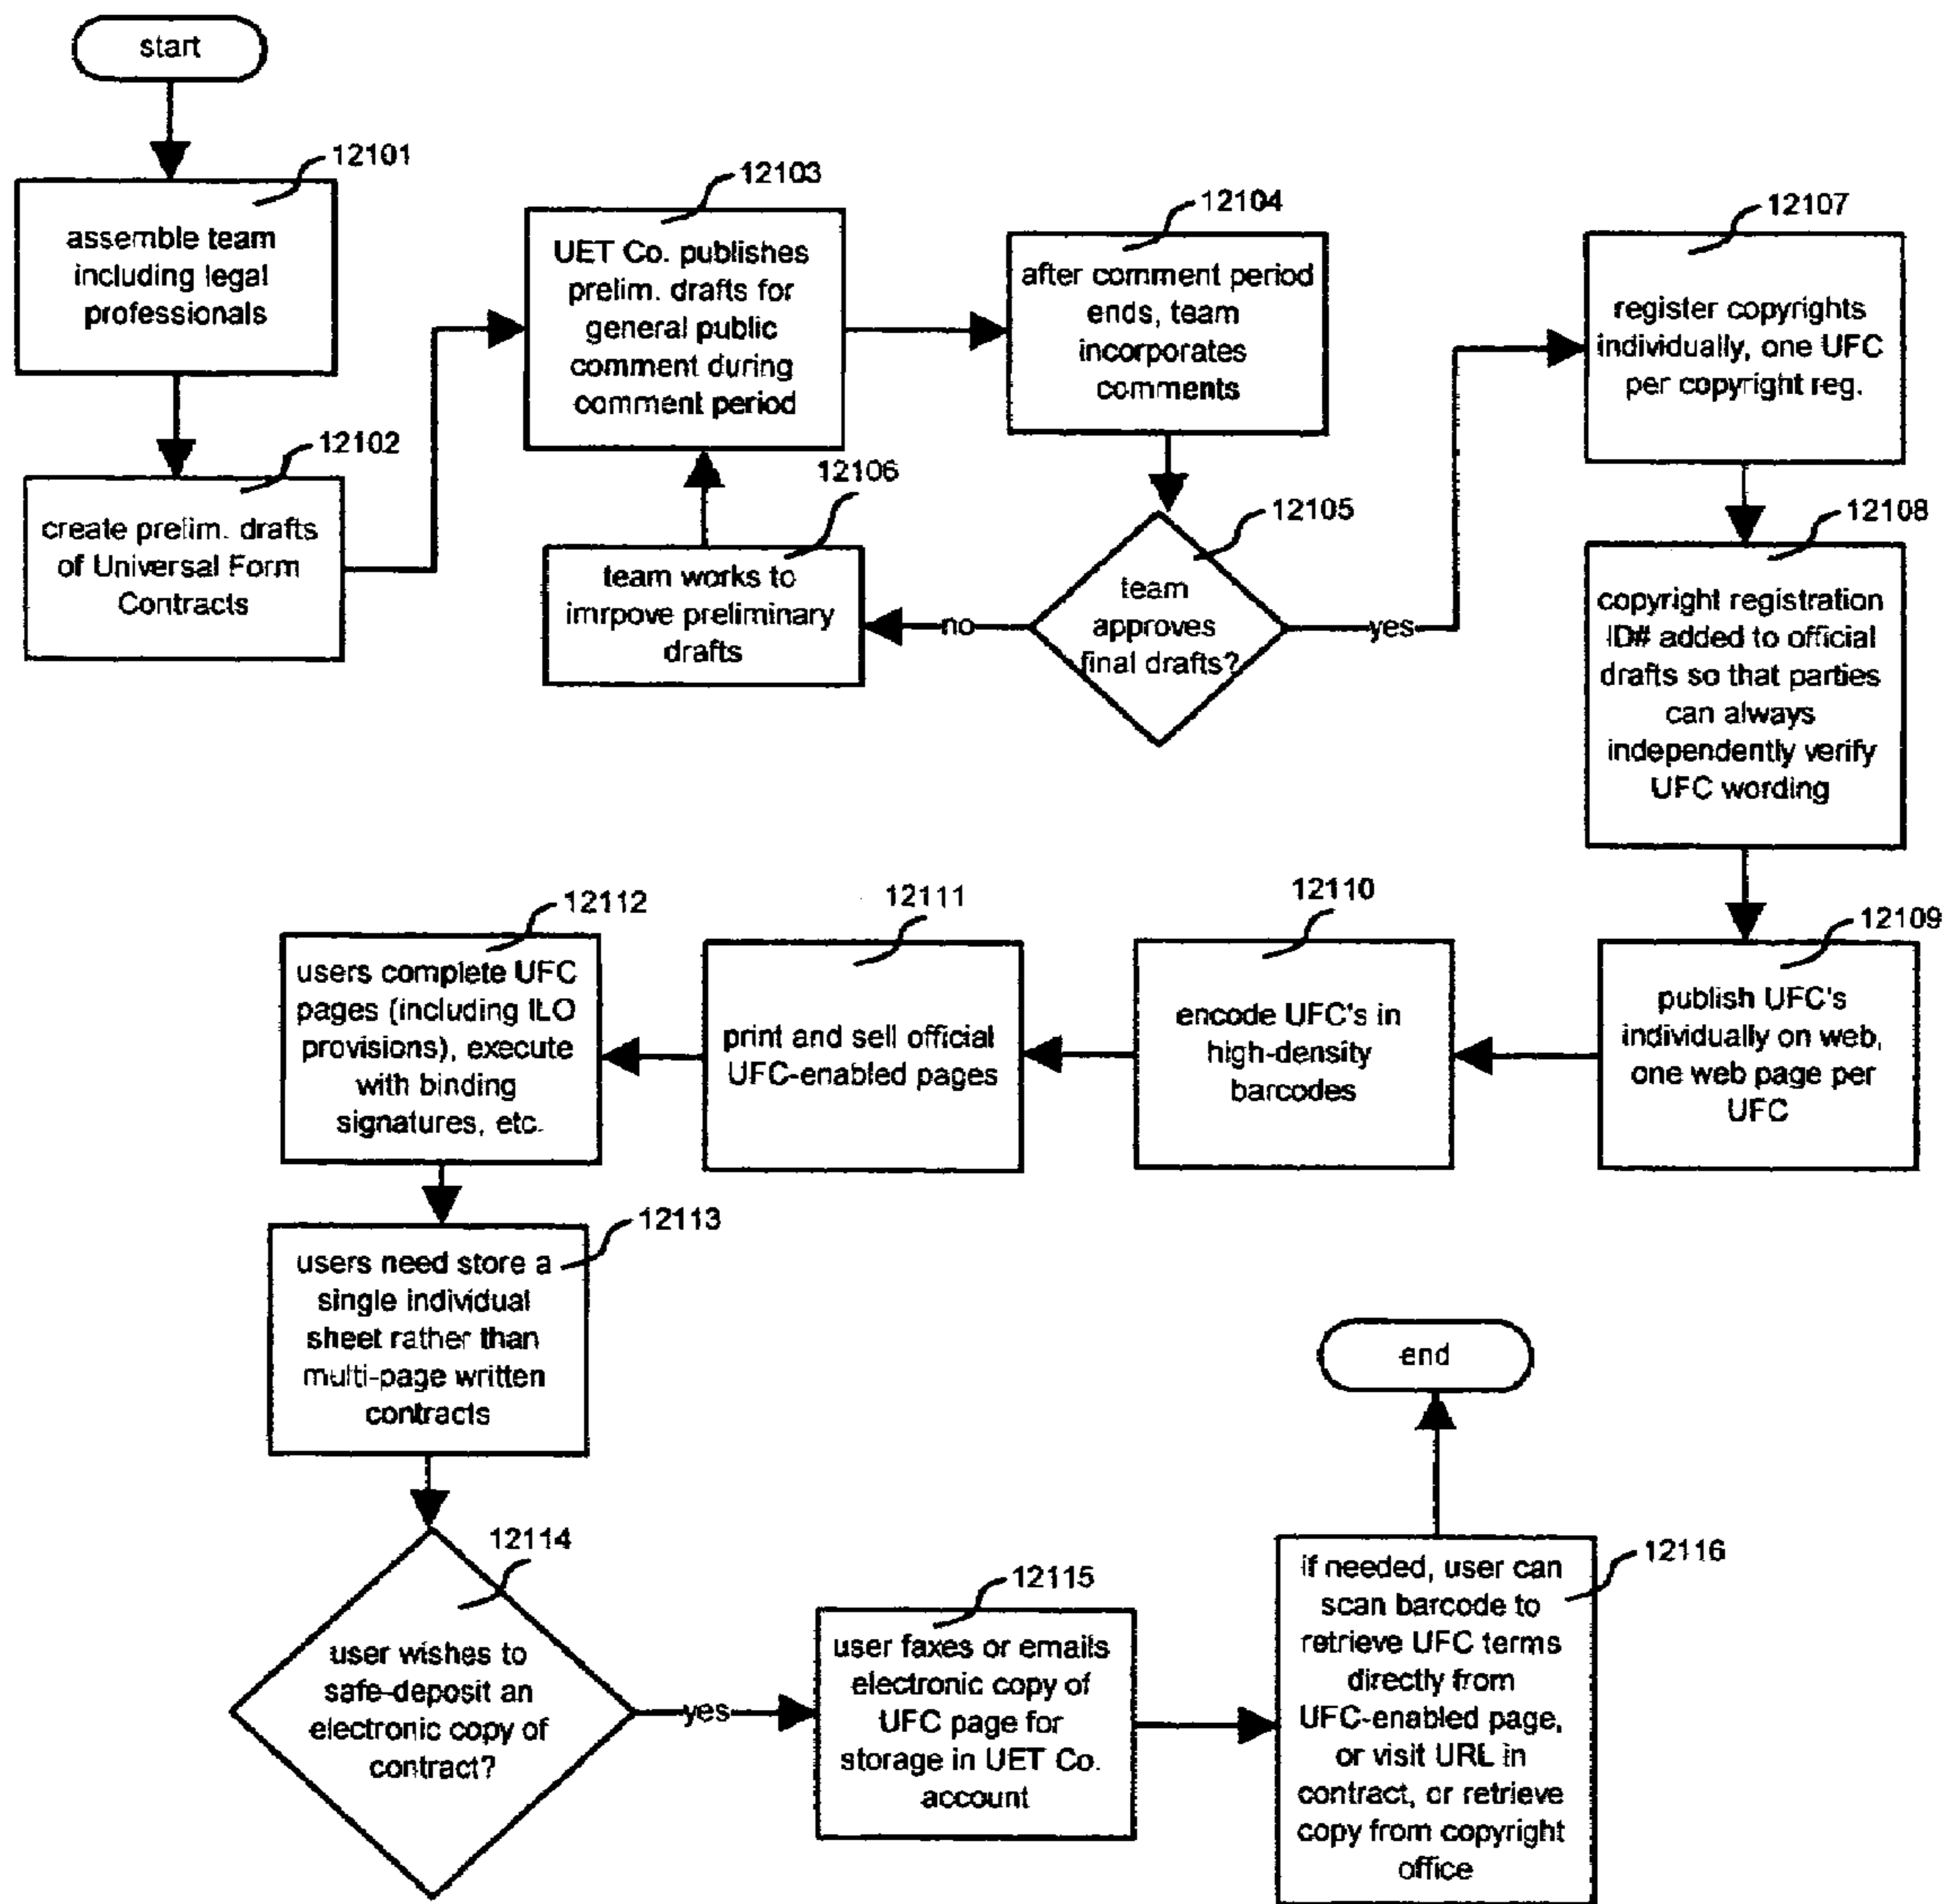 start
12101
assemble team
including legal
professionals
12102
create prelim. drafts
of Universal Form
Contracts
12103
UET Co. publishes
prelim. drafts for
general public
comment during
comment period
12104
after comment period
ends, team
incorporates
comments
12105
team
approves
final drafts?
no
yes
12106
team works to
imrpove preliminary
drafts
12107
register copyrights
individually, one UFC
per copyright reg.
12108
copyright registration
ID# added to official
drafts so that parties
can always
independently verify
UFC wording
12109
publish UFC's
individually on web,
one web page per
UFC
12110
encode UFC's in
high-density
barcodes
12111
print and sell official
UFC-enabled pages
12112
users complete UFC
pages (including ILO
provisions), execute
with binding
signatures, etc.
12113
users need store a
single individual
sheet rather than
multi-page written
contracts
12114
user wishes to
safe-deposit an
electronic copy of
contract?
yes
12115
user faxes or emails
electronic copy of
UFC page for
storage in UET Co.
account
12116
if needed, user can
scan barcode to
retrieve UFC terms
directly from
UFC-enabled page,
or visit URL in
contract, or retrieve
copy from copyright
office
end